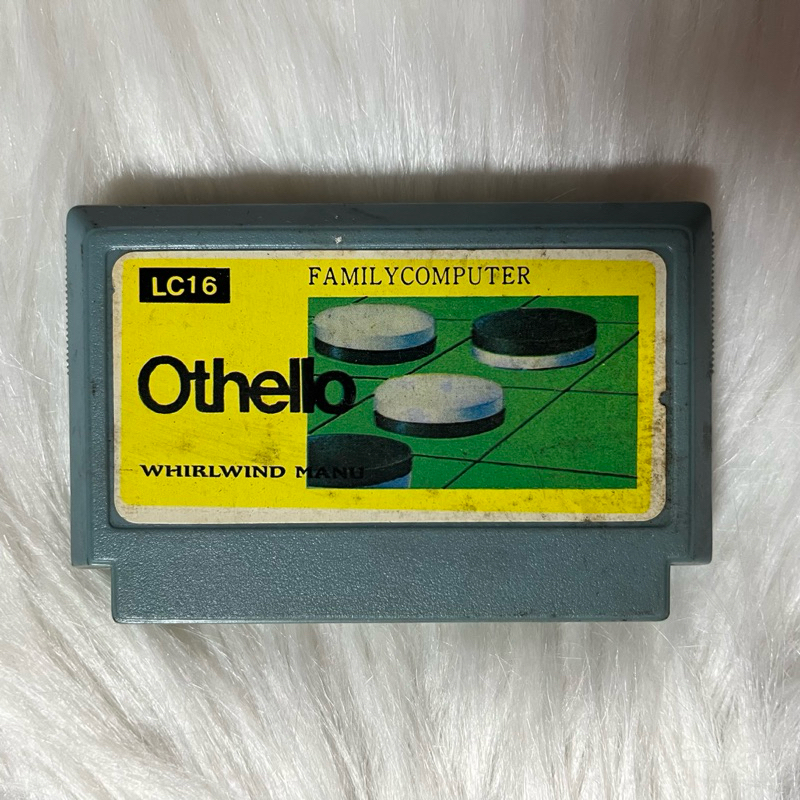 LC16
FAMILYCOMPUTER
Othello
WHIRLWIND MANU